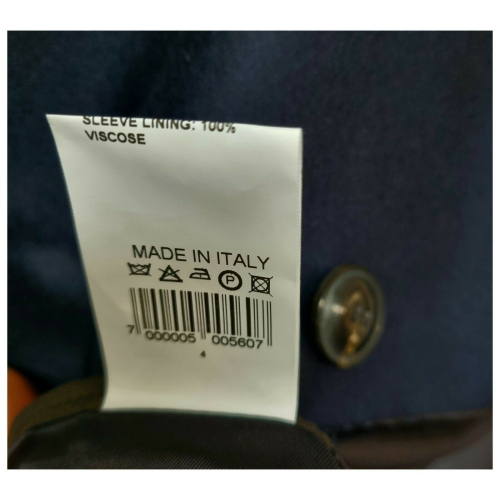 SLEEVE LINING: 100%
VISCOSE
MADE IN ITALY
P
7 000005 005607
4